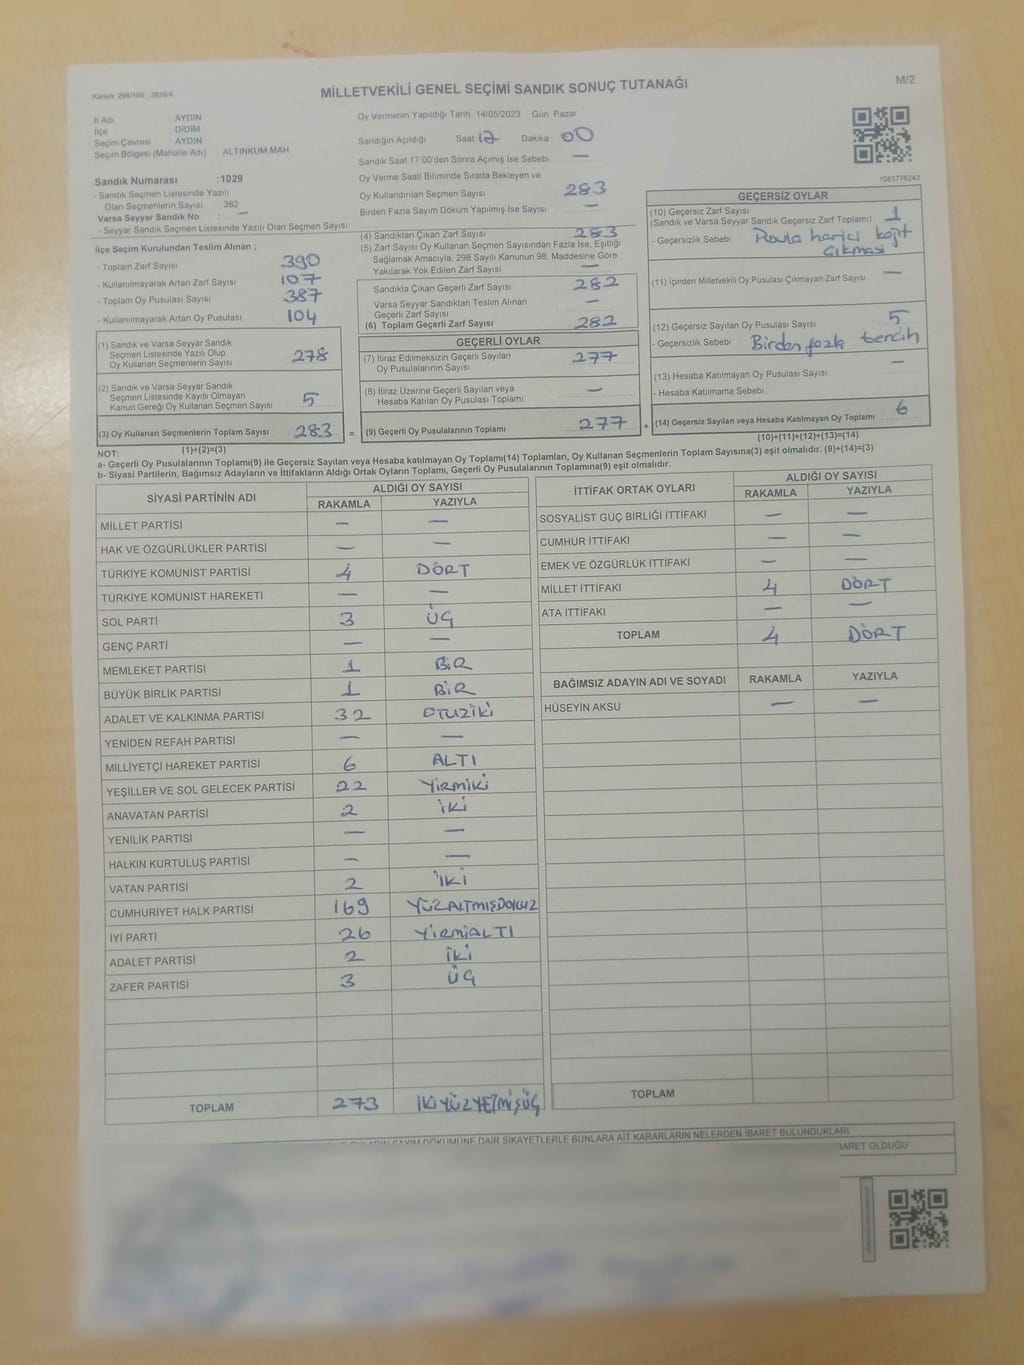 Kanun: 298/105 , 2839/4
MİLLETVEKİLİ GENEL SEÇİMİ SANDIK SONUÇ TUTANAĞI
M/2
İl Adı : AYDIN
İlçe : DİDİM
Seçim Çevresi : AYDIN
Seçim Bölgesi (Mahalle Adı) : ALTINKUM MAH.
Sandık Numarası :1029
- Sandık Seçmen Listesinde Yazılı
Olan Seçmenlerin Sayısı : 382
Varsa Seyyar Sandık No : —
- Seyyar Sandık Seçmen Listesinde Yazılı Olan Seçmen Sayısı:
Oy Vermenin Yapıldığı Tarih 14/05/2023 Gün Pazar
Sandığın Açıldığı Saat 17 Dakika 00
Sandık Saat 17.00'den Sonra Açımış İse Sebebi —
Oy Verme Saati Bitiminde Sırada Bekleyen ve
Oy Kullandırılan Seçmen Sayısı 283
Birden Fazla Sayım Döküm Yapılmış İse Sayısı —
İlçe Seçim Kurulundan Teslim Alınan ;
- Toplam Zarf Sayısı 390
- Kullanılmayarak Artan Zarf Sayısı 107
- Toplam Oy Pusulası Sayısı 387
- Kullanılmayarak Artan Oy Pusulası 104
(1) Sandık ve Varsa Seyyar Sandık
Seçmen Listesinde Yazılı Olup
Oy Kullanan Seçmenlerin Sayısı 278
(2) Sandık ve Varsa Seyyar Sandık
Seçmen Listesinde Kayıtlı Olmayan
Kanun Gereği Oy Kullanan Seçmen Sayısı 5
(3) Oy Kullanan Seçmenlerin Toplam Sayısı 283 =
(1)+(2)=(3)
(4) Sandıktan Çıkan Zarf Sayısı 283
(5) Zarf Sayısı Oy Kullanan Seçmen Sayısından Fazla İse, Eşitliği
Sağlamak Amacıyla, 298 Sayılı Kanunun 98. Maddesine Göre
Yakılarak Yok Edilen Zarf Sayısı —
Sandıkta Çıkan Geçerli Zarf Sayısı 282
Varsa Seyyar Sandıktan Teslim Alınan
Geçerli Zarf Sayısı —
(6) Toplam Geçerli Zarf Sayısı 282
GEÇERLİ OYLAR
(7) İtiraz Edilmeksizin Geçerli Sayılan
Oy Pusulalarının Sayısı 277
(8) İtiraz Üzerine Geçerli Sayılan veya
Hesaba Katılan Oy Pusulası Toplamı —
(9) Geçerli Oy Pusulalarının Toplamı 277 +
1083778243
GEÇERSİZ OYLAR
(10) Geçersiz Zarf Sayısı
(Sandık ve Varsa Seyyar Sandık Geçersiz Zarf Toplamı) 1
- Geçersizlik Sebebi : harici kağıt
çıkması
(11) İçinden Milletvekili Oy Pusulası Çıkmayan Zarf Sayısı —
(12) Geçersiz Sayılan Oy Pusulası Sayısı 5
- Geçersizlik Sebebi : Birden fazla tercih
(13) Hesaba Katılmayan Oy Pusulası Sayısı —
- Hesaba Katılmama Sebebi :
(14) Geçersiz Sayılan veya Hesaba Katılmayan Oy Toplamı : 6
(10)+(11)+(12)+(13)=(14)
NOT:
a- Geçerli Oy Pusulalarının Toplamı(9) ile Geçersiz Sayılan veya Hesaba katılmayan Oy Toplamı(14) Toplamları, Oy Kullanan Seçmenlerin Toplam Sayısına(3) eşit olmalıdır. (9)+(14)=(3)
b- Siyasi Partilerin, Bağımsız Adayların ve İttifakların Aldığı Ortak Oyların Toplamı, Geçerli Oy Pusulalarının Toplamına(9) eşit olmalıdır.
SİYASİ PARTİNİN ADI ALDIĞI OY SAYISI
RAKAMLA YAZIYLA
MİLLET PARTİSİ — —
HAK VE ÖZGÜRLÜKLER PARTİSİ — —
TÜRKİYE KOMÜNİST PARTİSİ 4 DÖRT
TÜRKİYE KOMÜNİST HAREKETİ — —
SOL PARTİ 3 ÜÇ
GENÇ PARTİ — —
MEMLEKET PARTİSİ 1 BİR
BÜYÜK BİRLİK PARTİSİ 1 BİR
ADALET VE KALKINMA PARTİSİ 32 OTUZİKİ
YENİDEN REFAH PARTİSİ — —
MİLLİYETÇİ HAREKET PARTİSİ 6 ALTI
YEŞİLLER VE SOL GELECEK PARTİSİ 22 YİRMİKİ
ANAVATAN PARTİSİ 2 İKİ
YENİLİK PARTİSİ — —
HALKIN KURTULUŞ PARTİSİ — —
VATAN PARTİSİ 2 İKİ
CUMHURİYET HALK PARTİSİ 169 YÜZALTMIŞDOKUZ
İYİ PARTİ 26 YİRMİALTI
ADALET PARTİSİ 2 İKİ
ZAFER PARTİSİ 3 ÜÇ
TOPLAM 273 İKİYÜZYETMİŞÜÇ
İTTİFAK ORTAK OYLARI ALDIĞI OY SAYISI
RAKAMLA YAZIYLA
SOSYALİST GÜÇ BİRLİĞİ İTTİFAKI — —
CUMHUR İTTİFAKI — —
EMEK VE ÖZGÜRLÜK İTTİFAKI — —
MİLLET İTTİFAKI 4 DÖRT
ATA İTTİFAKI — —
TOPLAM 4 DÖRT
BAĞIMSIZ ADAYIN ADI VE SOYADI RAKAMLA YAZIYLA
HÜSEYİN AKSU — —
TOPLAM
SAYIM DÖKÜMÜNE DAİR ŞİKAYETLERLE BUNLARA AİT KARARLARIN NELERDEN İBARET BULUNDUKLARI
İBARET OLDUĞU